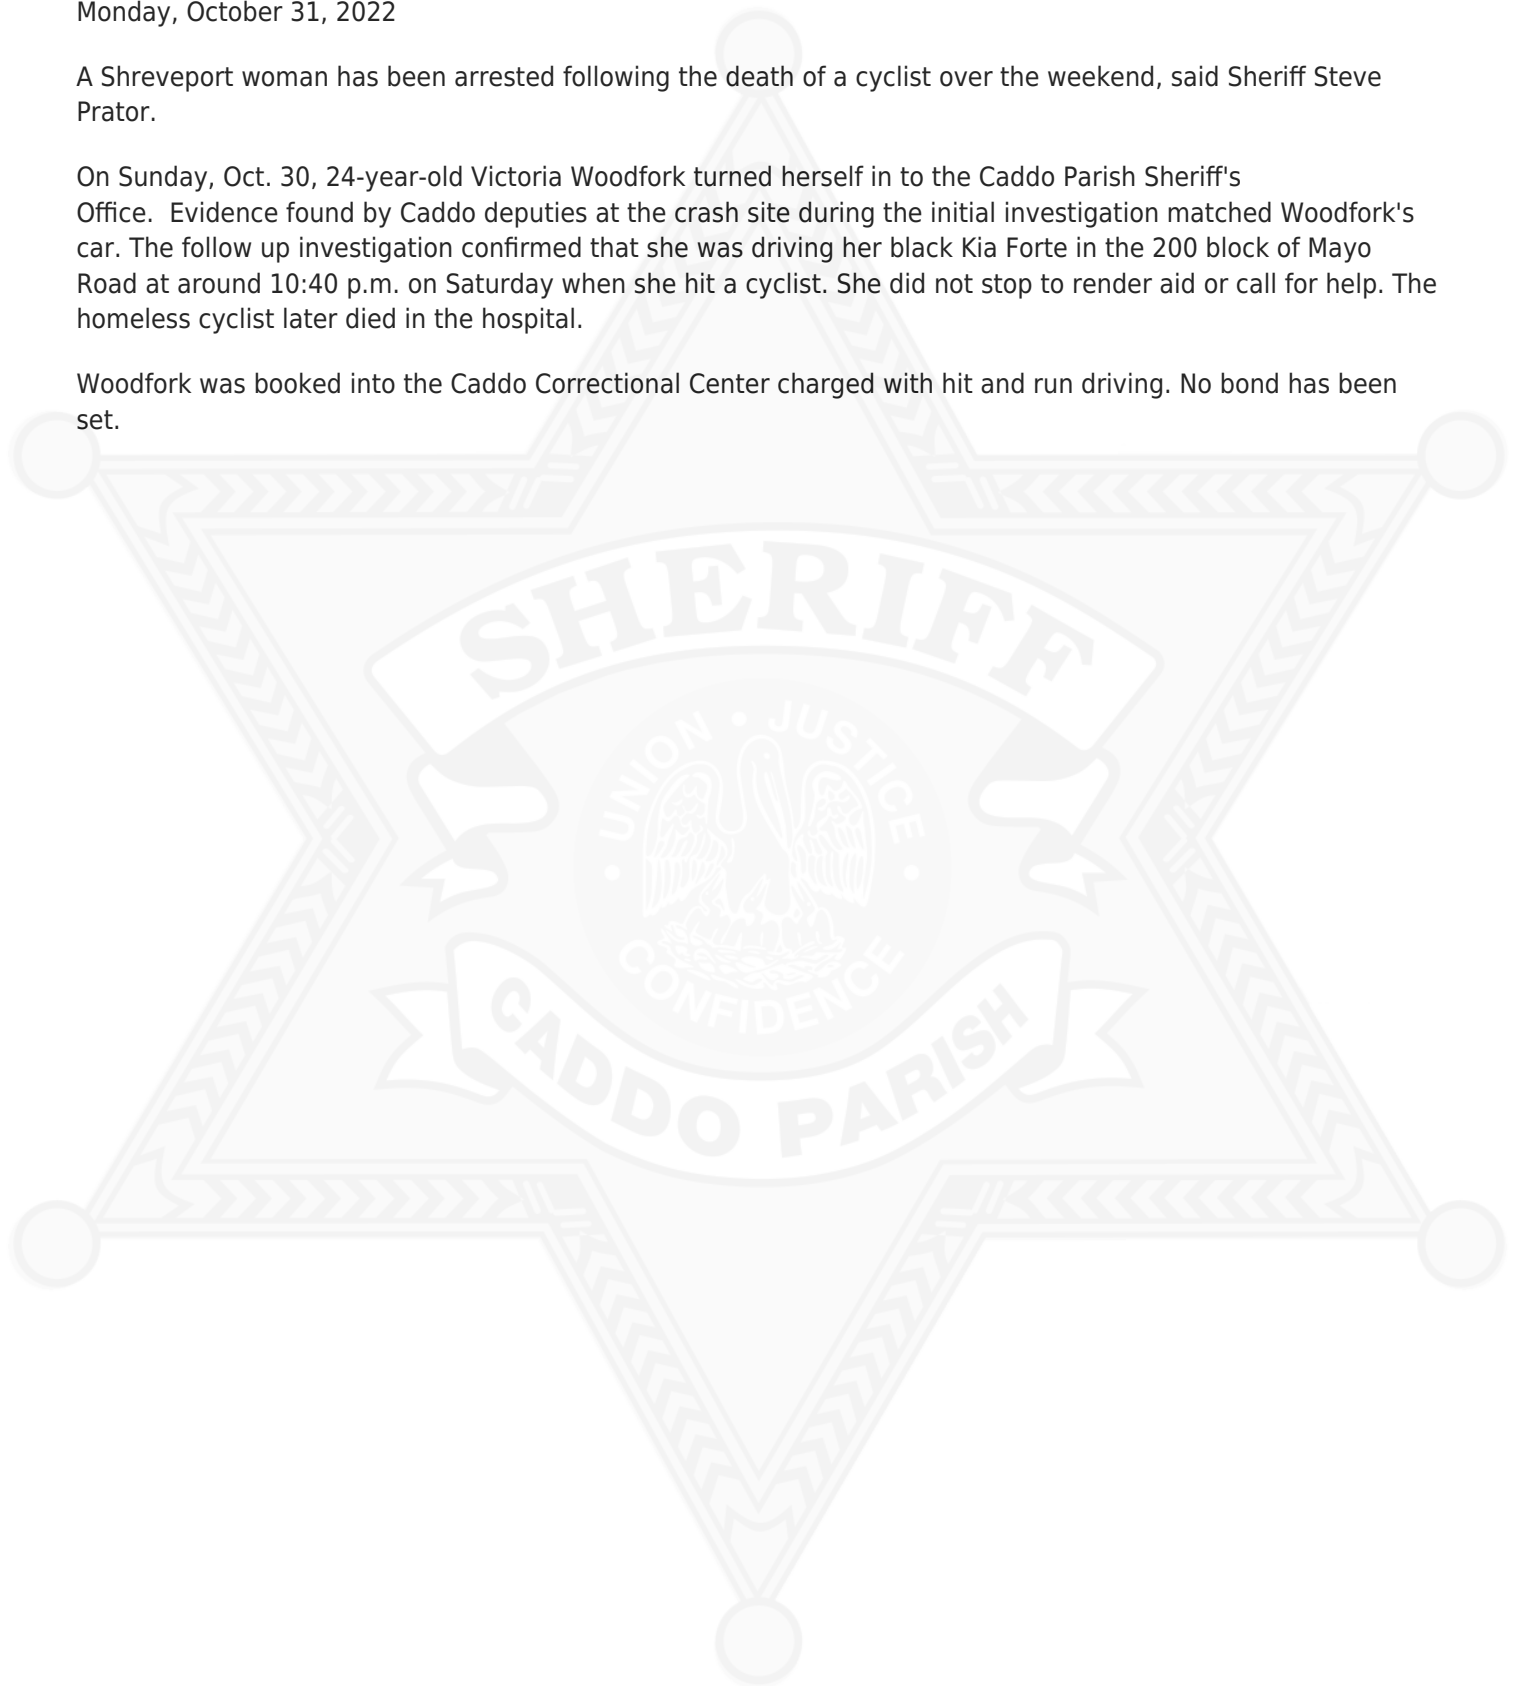 Monday, October 31, 2022
A Shreveport woman has been arrested following the death of a cyclist over the weekend, said Sheriff Steve
Prator.
On Sunday, Oct. 30, 24-year-old Victoria Woodfork turned herself in to the Caddo Parish Sheriff's
Office.  Evidence found by Caddo deputies at the crash site during the initial investigation matched Woodfork's
car. The follow up investigation confirmed that she was driving her black Kia Forte in the 200 block of Mayo
Road at around 10:40 p.m. on Saturday when she hit a cyclist. She did not stop to render aid or call for help. The
homeless cyclist later died in the hospital.
Woodfork was booked into the Caddo Correctional Center charged with hit and run driving. No bond has been
set.
SHERIFF
UNION • JUSTICE •
• CONFIDENCE
CADDO PARISH